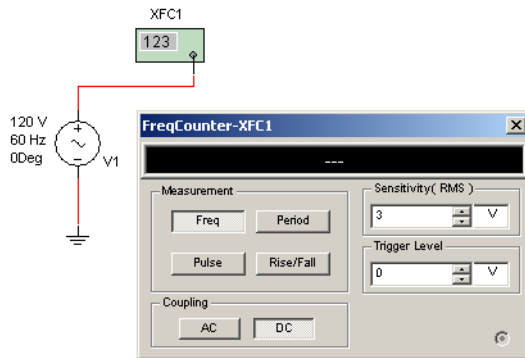 XFC1
123
120 V
60 Hz
0Deg
V1
FreqCounter-XFC1
---
Measurement
Freq
Period
Pulse
Rise/Fall
Coupling
AC
DC
Sensitivity( RMS )
3
V
Trigger Level
0
V